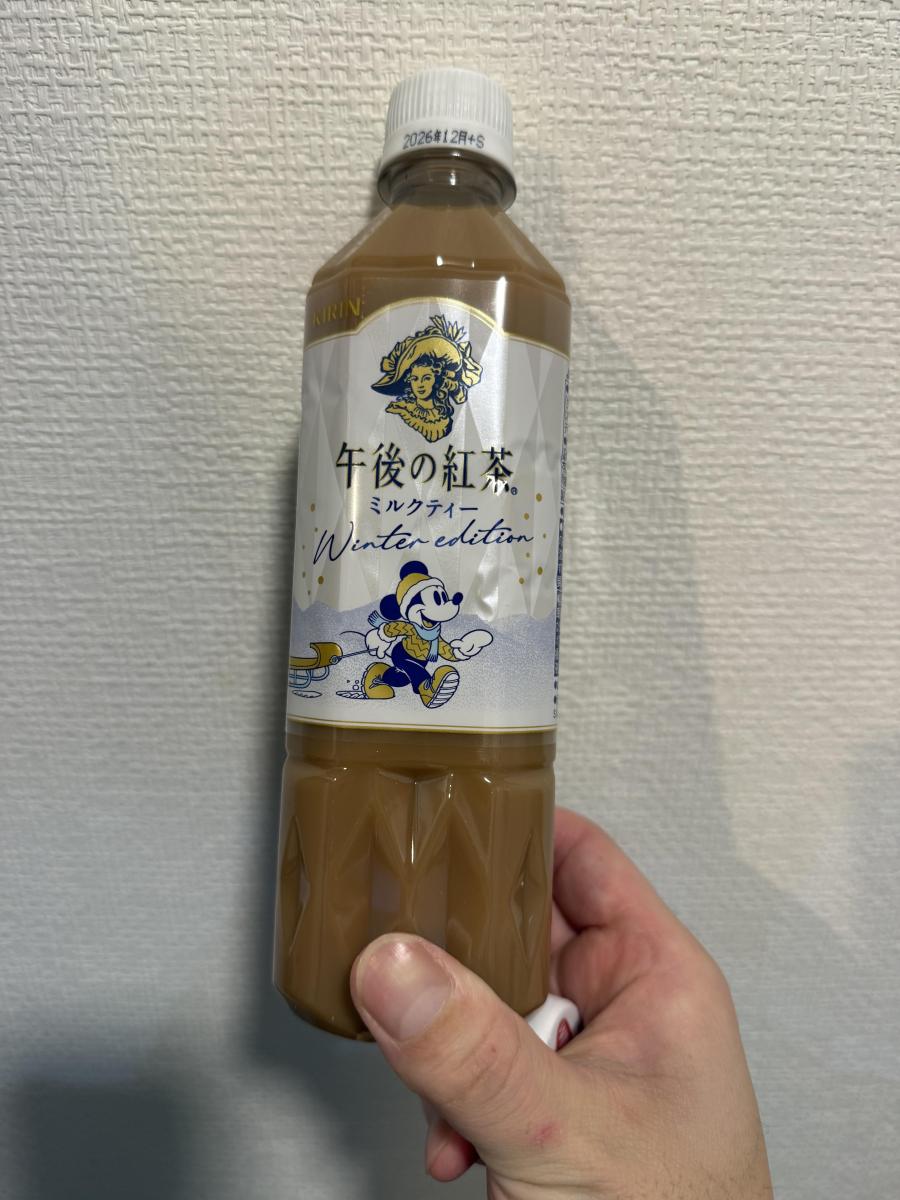 2026年12月+S
KIRIN
午後の紅茶®
ミルクティー
Winter edition